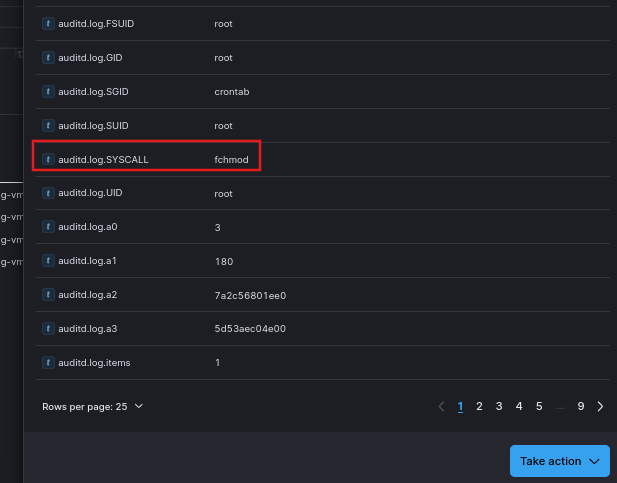 auditd.log.FSUID root
auditd.log.GID root
auditd.log.SGID crontab
auditd.log.SUID root
auditd.log.SYSCALL fchmod
auditd.log.UID root
auditd.log.a0 3
auditd.log.a1 180
auditd.log.a2 7a2c56801ee0
auditd.log.a3 5d53aec04e00
auditd.log.items 1
g-vm
g-vm
g-vm
g-vm
Rows per page: 25
1 2 3 4 5 ... 9
Take action